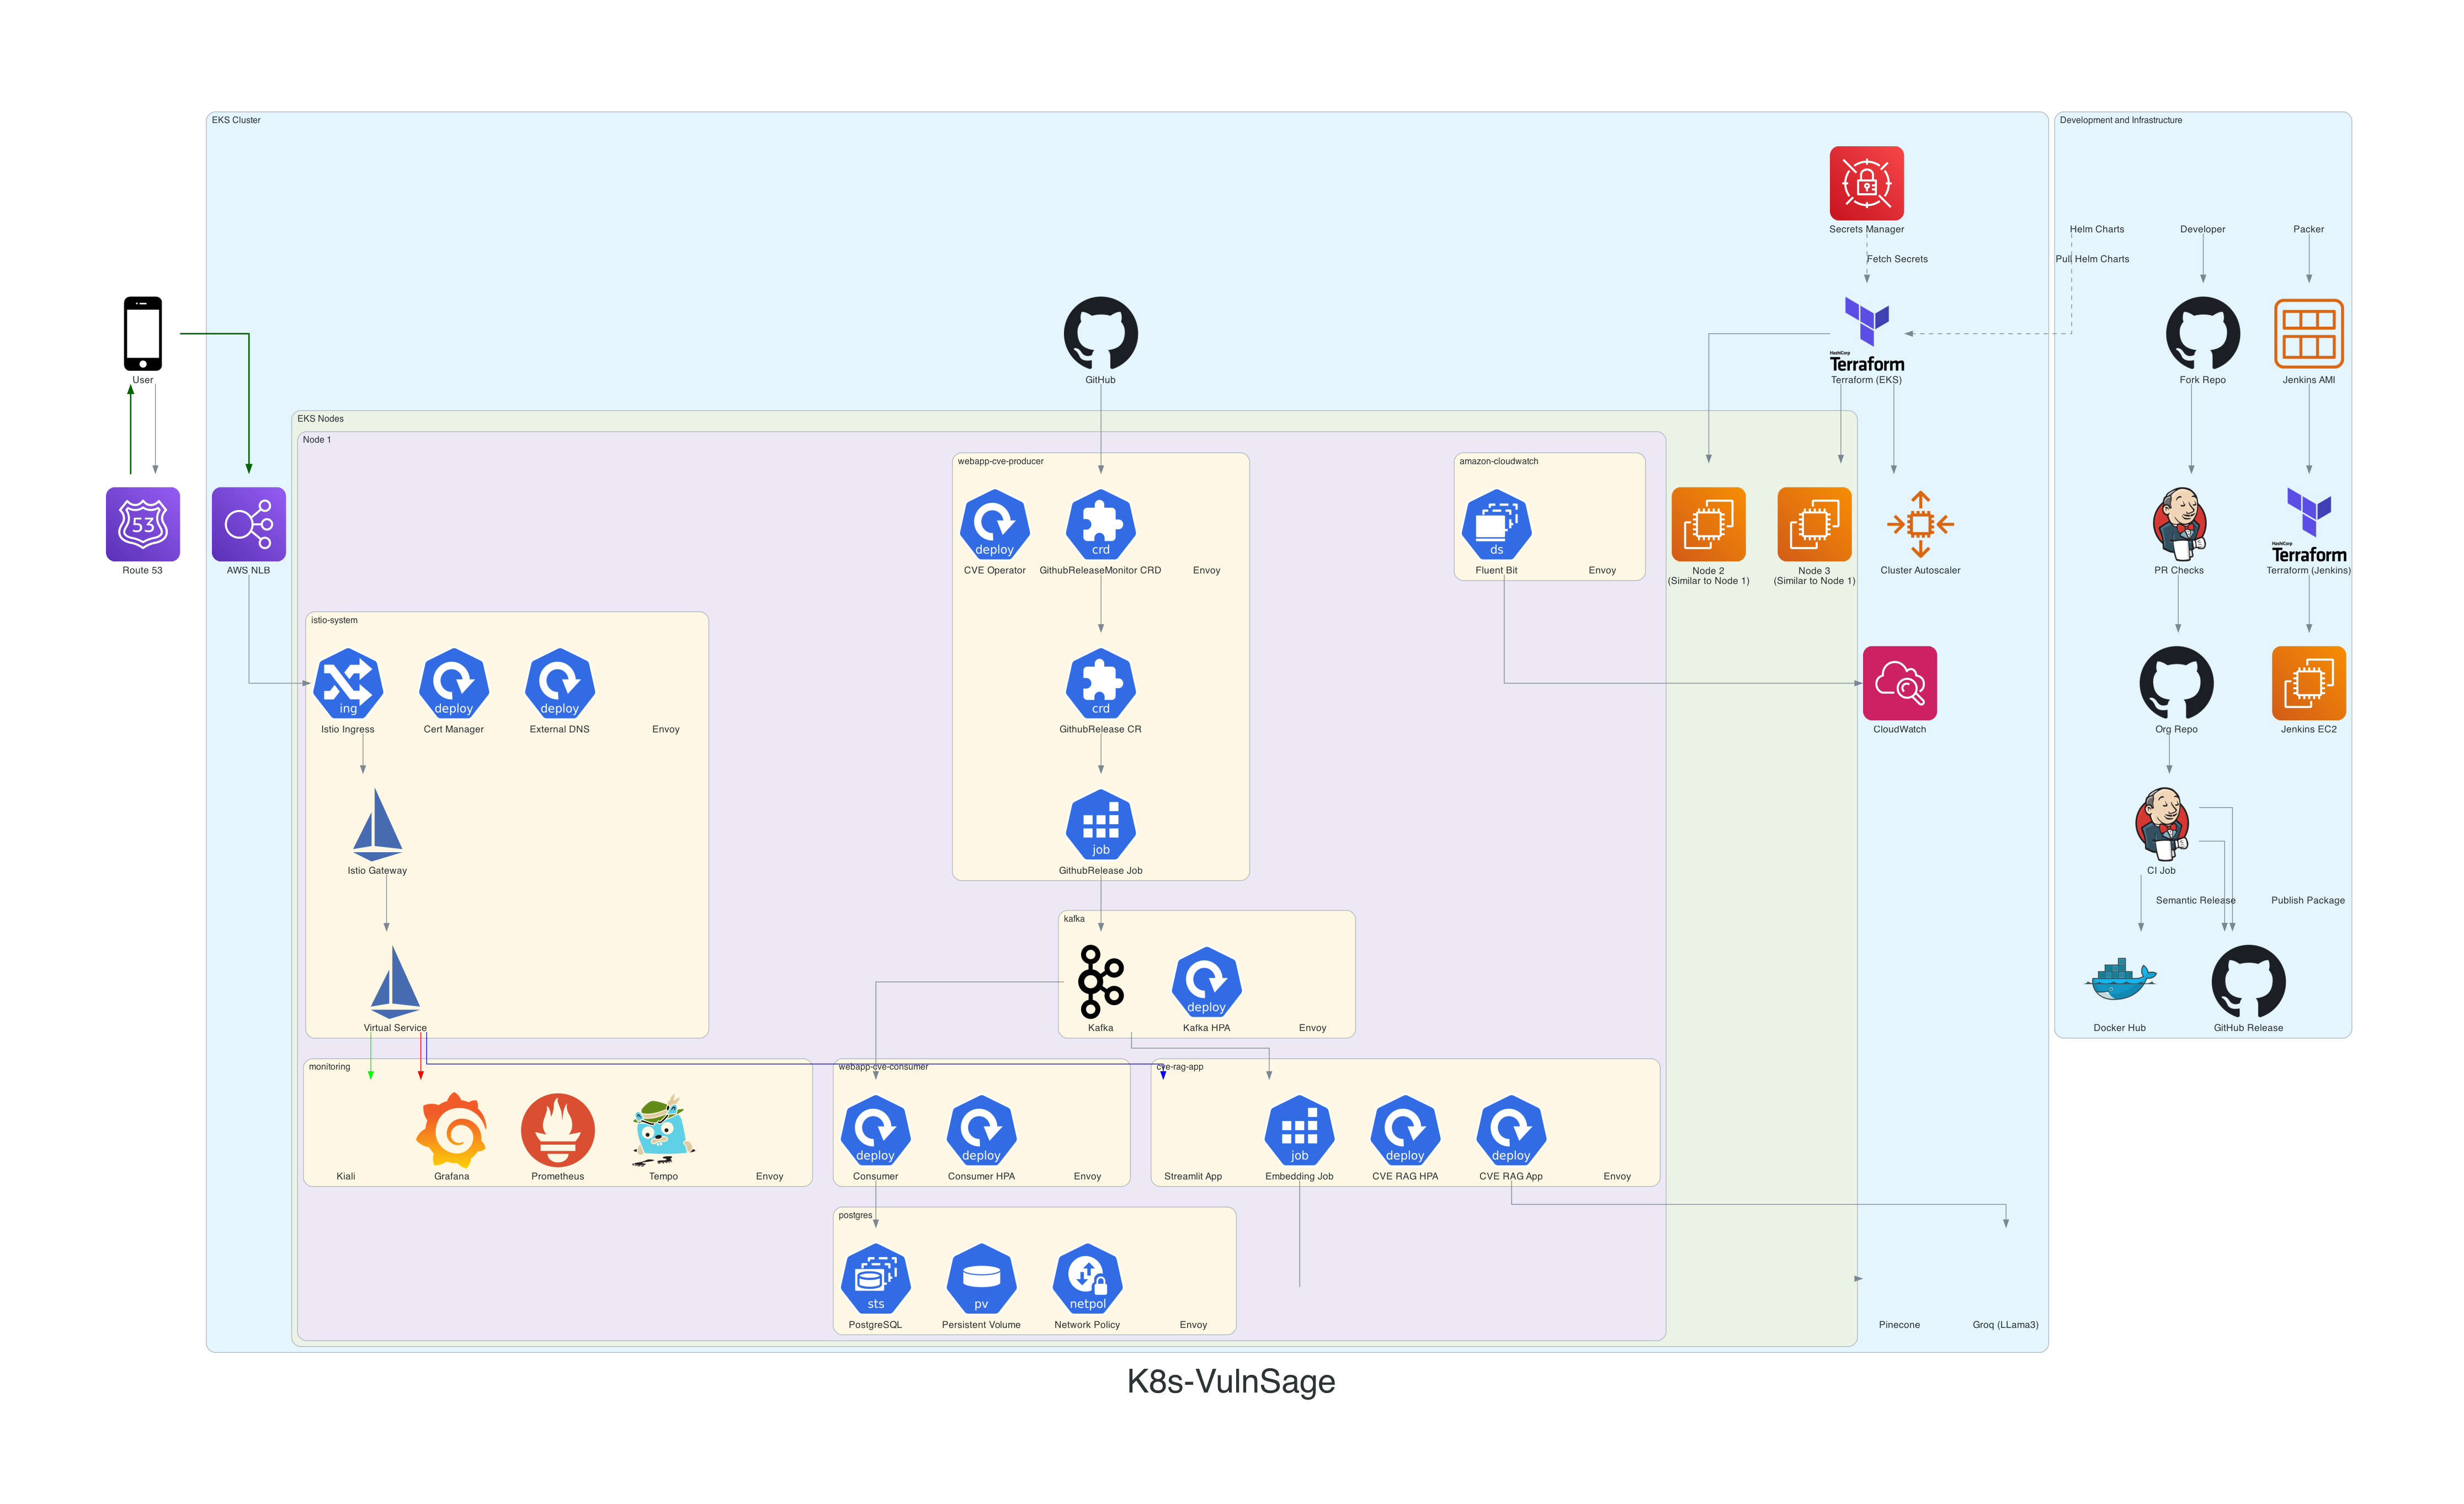 EKS Cluster
Development and Infrastructure
Secrets Manager
Helm Charts
Developer
Packer
Fetch Secrets
Pull Helm Charts
HashiCorp
Terraform
User
GitHub
Terraform (EKS)
Fork Repo
Jenkins AMI
EKS Nodes
Node 1
webapp-cve-producer
amazon-cloudwatch
53
deploy
crd
ds
HashiCorp
Terraform
Route 53
AWS NLB
CVE Operator
GithubReleaseMonitor CRD
Envoy
Fluent Bit
Envoy
Node 2
(Similar to Node 1)
Node 3
(Similar to Node 1)
Cluster Autoscaler
PR Checks
Terraform (Jenkins)
istio-system
ing
deploy
deploy
crd
Istio Ingress
Cert Manager
External DNS
Envoy
GithubRelease CR
CloudWatch
Org Repo
Jenkins EC2
job
Istio Gateway
GithubRelease Job
CI Job
Semantic Release
Publish Package
kafka
deploy
Virtual Service
Kafka
Kafka HPA
Envoy
Docker Hub
GitHub Release
monitoring
webapp-cve-consumer
cve-rag-app
deploy
deploy
job
deploy
deploy
Kiali
Grafana
Prometheus
Tempo
Envoy
Consumer
Consumer HPA
Envoy
Streamlit App
Embedding Job
CVE RAG HPA
CVE RAG App
Envoy
postgres
sts
pv
netpol
PostgreSQL
Persistent Volume
Network Policy
Envoy
Pinecone
Groq (LLama3)
K8s-VulnSage